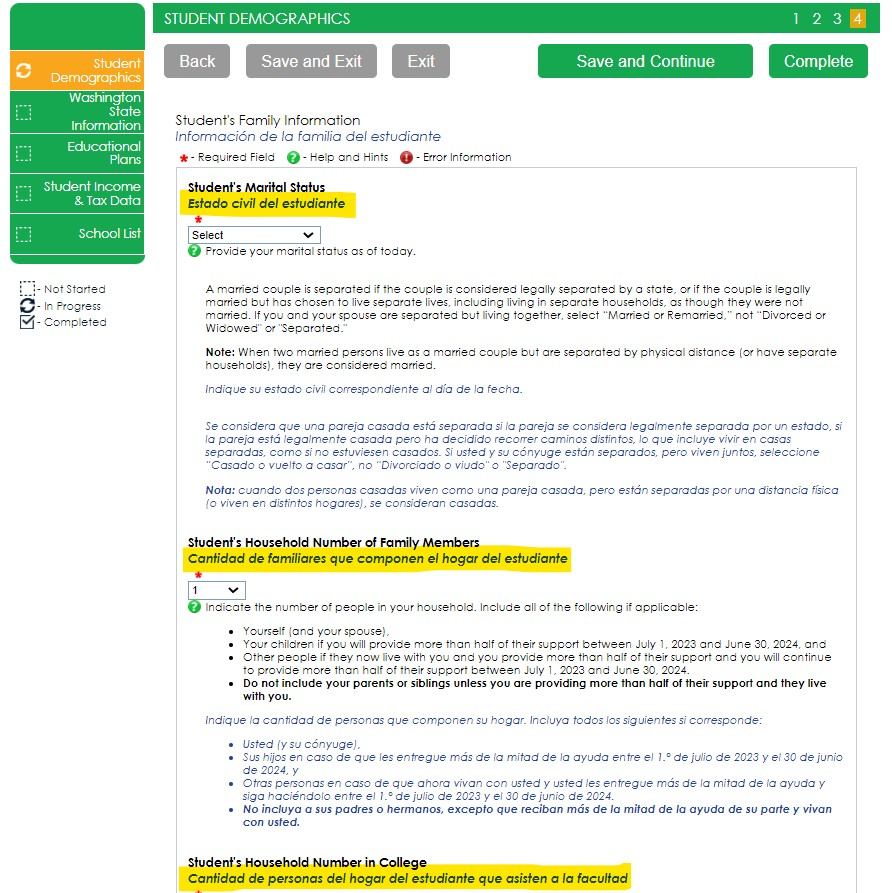 STUDENT DEMOGRAPHICS
1 2 3 4
Student
Demographics
Washington
State
Information
Educational
Plans
Student Income
& Tax Data
School List
- Not Started
- In Progress
- Completed
Back
Save and Exit
Exit
Save and Continue
Complete
Student's Family Information
Información de la familia del estudiante
* - Required Field ? - Help and Hints ! - Error Information
Student's Marital Status
Estado civil del estudiante
*
Select
? Provide your marital status as of today.
A married couple is separated if the couple is considered legally separated by a state, or if the couple is legally
married but has chosen to live separate lives, including living in separate households, as though they were not
married. If you and your spouse are separated but living together, select "Married or Remarried," not "Divorced or
Widowed" or "Separated."
Note: When two married persons live as a married couple but are separated by physical distance (or have separate
households), they are considered married.
Indique su estado civil correspondiente al día de la fecha.
Se considera que una pareja casada está separada si la pareja se considera legalmente separada por un estado, si
la pareja está legalmente casada pero ha decidido recorrer caminos distintos, lo que incluye vivir en casas
separadas, como si no estuviesen casados. Si usted y su cónyuge están separados, pero viven juntos, seleccione
"Casado o vuelto a casar", no "Divorciado o viudo" o "Separado".
Nota: cuando dos personas casadas viven como una pareja casada, pero están separadas por una distancia física
(o viven en distintos hogares), se consideran casadas.
Student's Household Number of Family Members
Cantidad de familiares que componen el hogar del estudiante
*
1
? Indicate the number of people in your household. Include all of the following if applicable:
• Yourself (and your spouse),
• Your children if you will provide more than half of their support between July 1, 2023 and June 30, 2024, and
• Other people if they now live with you and you provide more than half of their support and you will continue
to provide more than half of their support between July 1, 2023 and June 30, 2024.
• Do not include your parents or siblings unless you are providing more than half of their support and they live
with you.
Indique la cantidad de personas que componen su hogar. Incluya todos los siguientes si corresponde:
• Usted (y su cónyuge),
• Sus hijos en caso de que les entregue más de la mitad de la ayuda entre el 1.º de julio de 2023 y el 30 de junio
de 2024, y
• Otras personas en caso de que ahora vivan con usted y usted les entregue más de la mitad de la ayuda y
siga haciéndolo entre el 1.º de julio de 2023 y el 30 de junio de 2024.
• No incluya a sus padres o hermanos, excepto que reciban más de la mitad de la ayuda de su parte y vivan
con usted.
Student's Household Number in College
Cantidad de personas del hogar del estudiante que asisten a la facultad